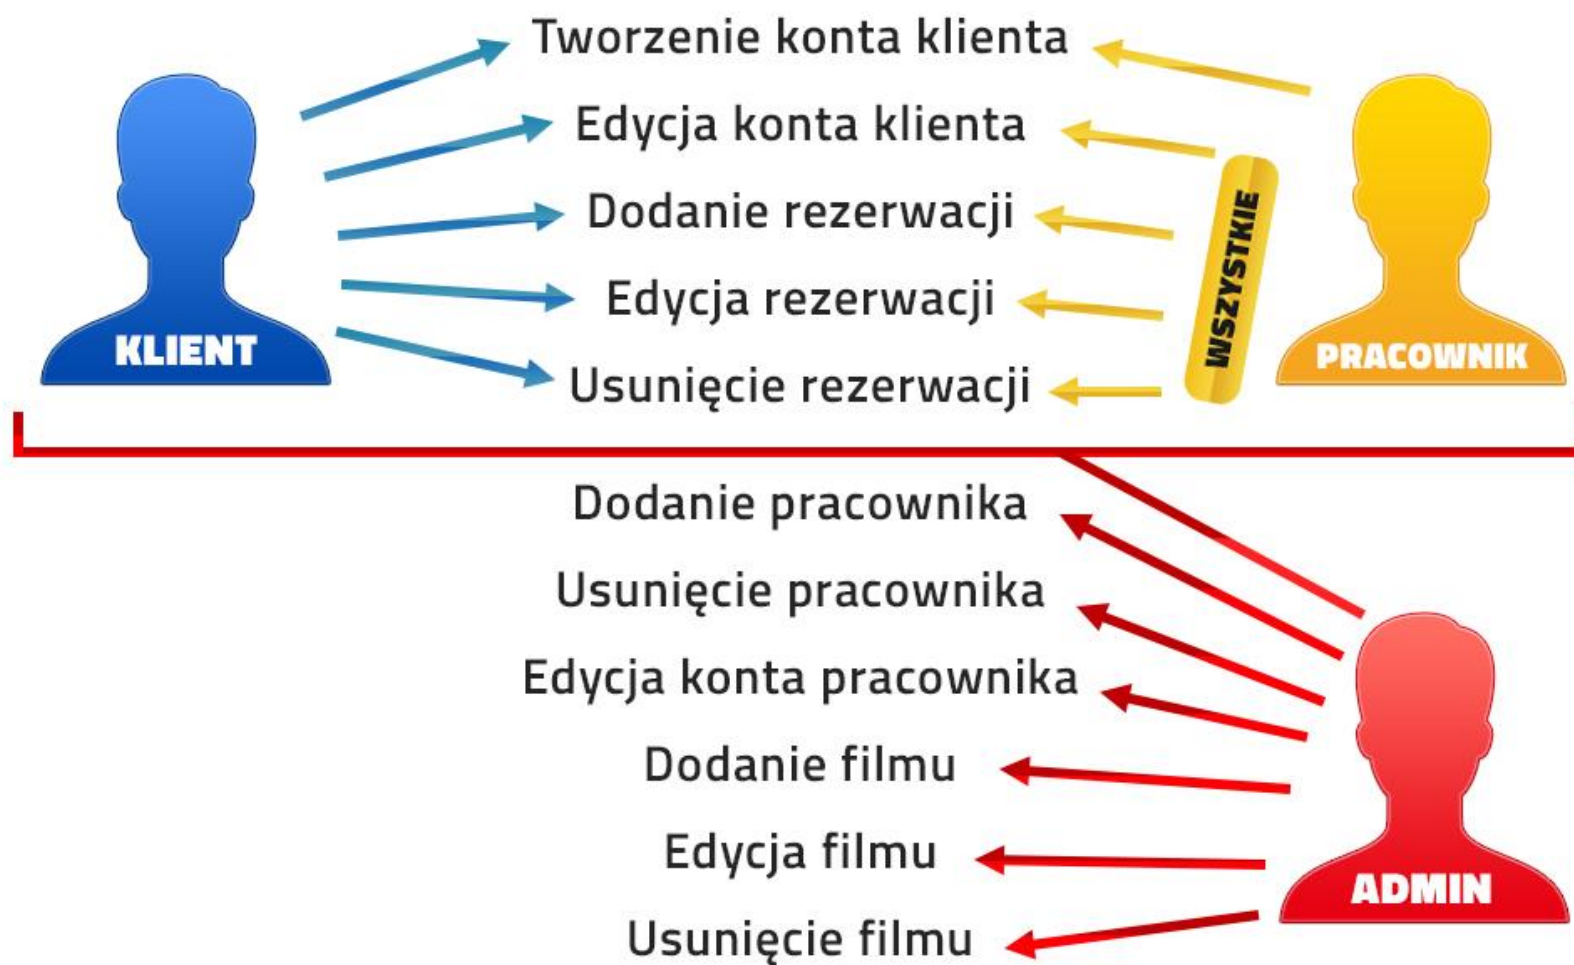 Tworzenie konta klienta
Edycja konta klienta
Dodanie rezerwacji
Edycja rezerwacji
Usunięcie rezerwacji
KLIENT
WSZYSTKIE
PRACOWNIK
Dodanie pracownika
Usunięcie pracownika
Edycja konta pracownika
Dodanie filmu
Edycja filmu
Usunięcie filmu
ADMIN